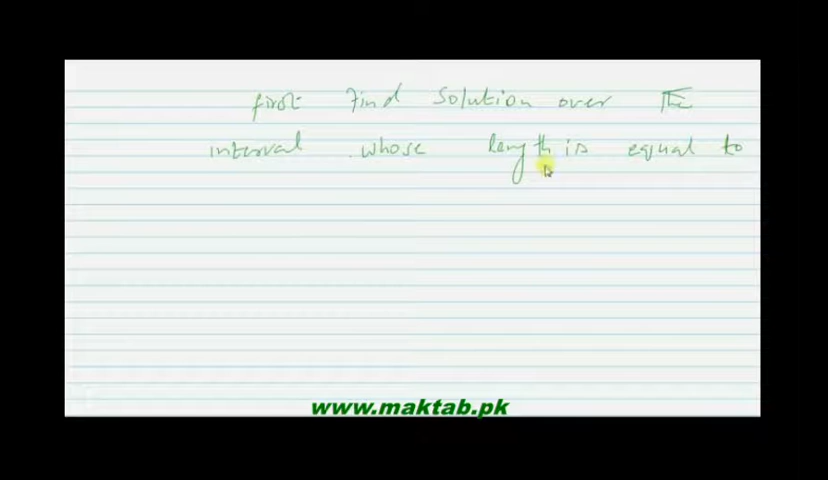 first Find Solution over the
interval whose length is equal to
www.maktab.pk